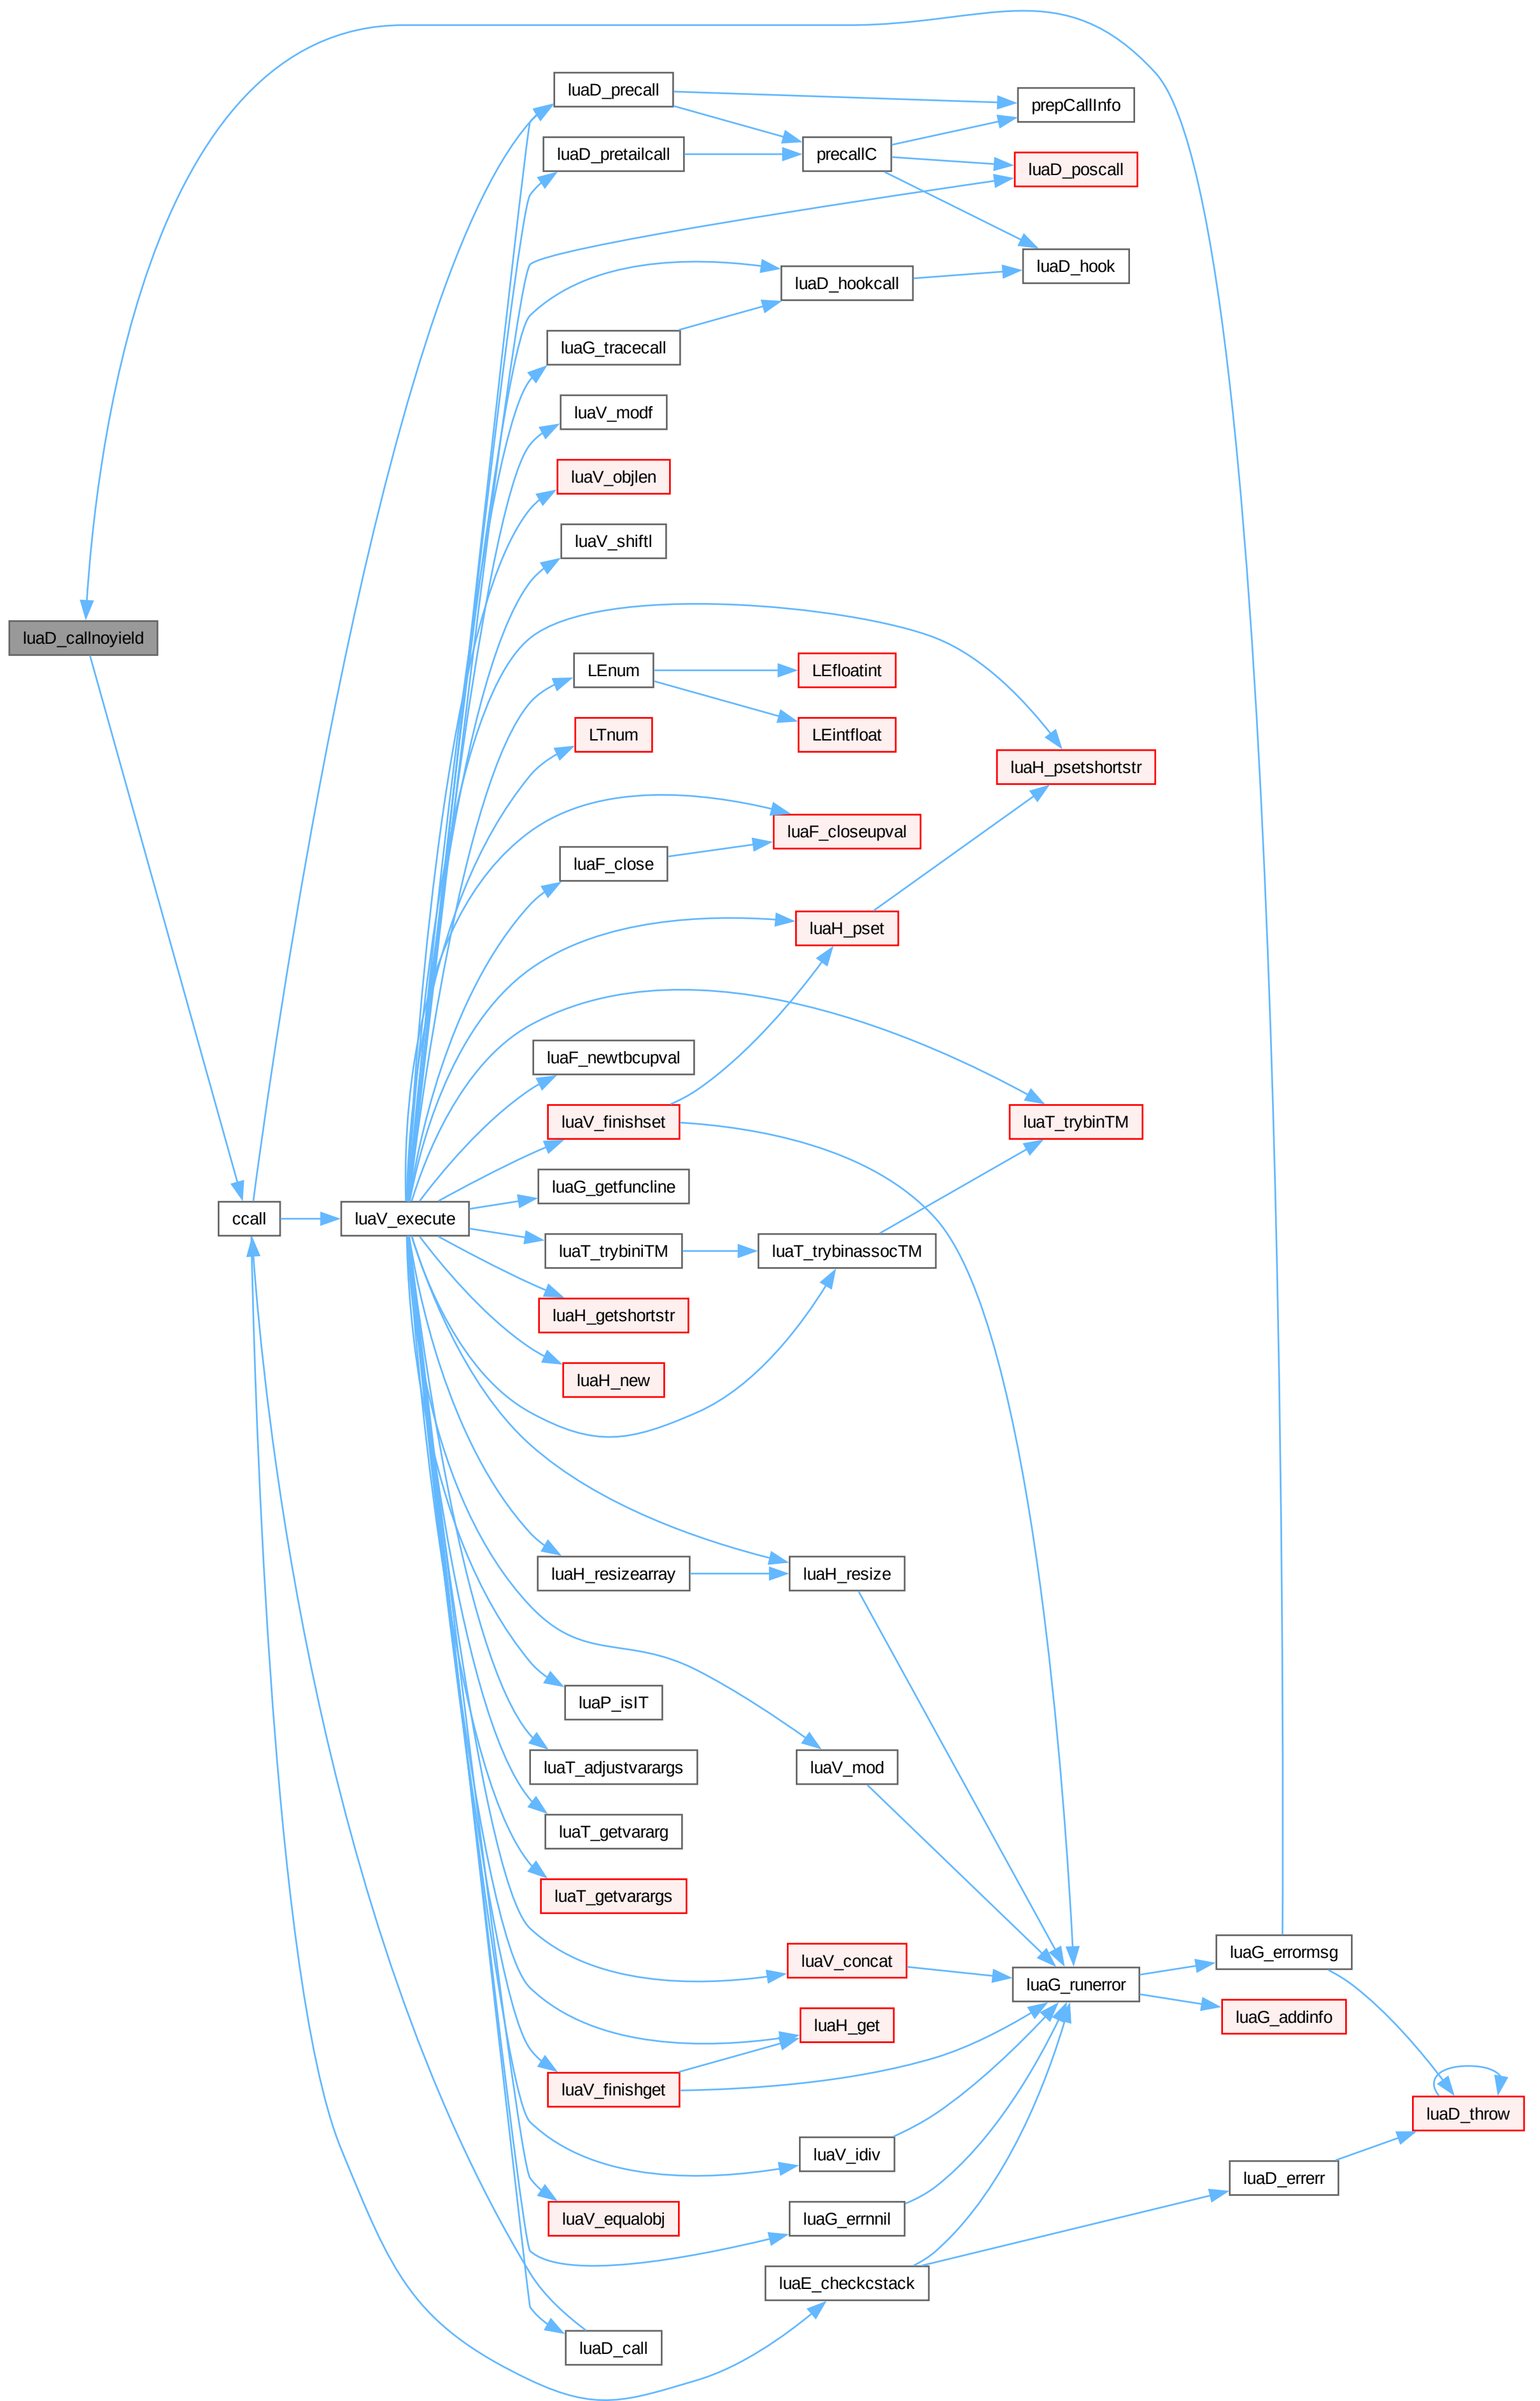 luaD_precall
prepCallInfo
luaD_pretailcall
precallC
luaD_poscall
luaD_hook
luaD_hookcall
luaG_tracecall
luaV_modf
luaV_objlen
luaV_shiftl
luaD_callnoyield
LEnum
LEfloatint
LTnum
LEintfloat
luaH_psetshortstr
luaF_closeupval
luaF_close
luaH_pset
luaF_newtbcupval
luaV_finishset
luaT_trybinTM
luaG_getfuncline
ccall
luaV_execute
luaT_trybiniTM
luaT_trybinassocTM
luaH_getshortstr
luaH_new
luaH_resizearray
luaH_resize
luaP_isIT
luaT_adjustvarargs
luaV_mod
luaT_getvararg
luaT_getvarargs
luaV_concat
luaG_errormsg
luaG_runerror
luaH_get
luaG_addinfo
luaV_finishget
luaD_throw
luaV_idiv
luaD_errerr
luaV_equalobj
luaG_errnnil
luaE_checkcstack
luaD_call